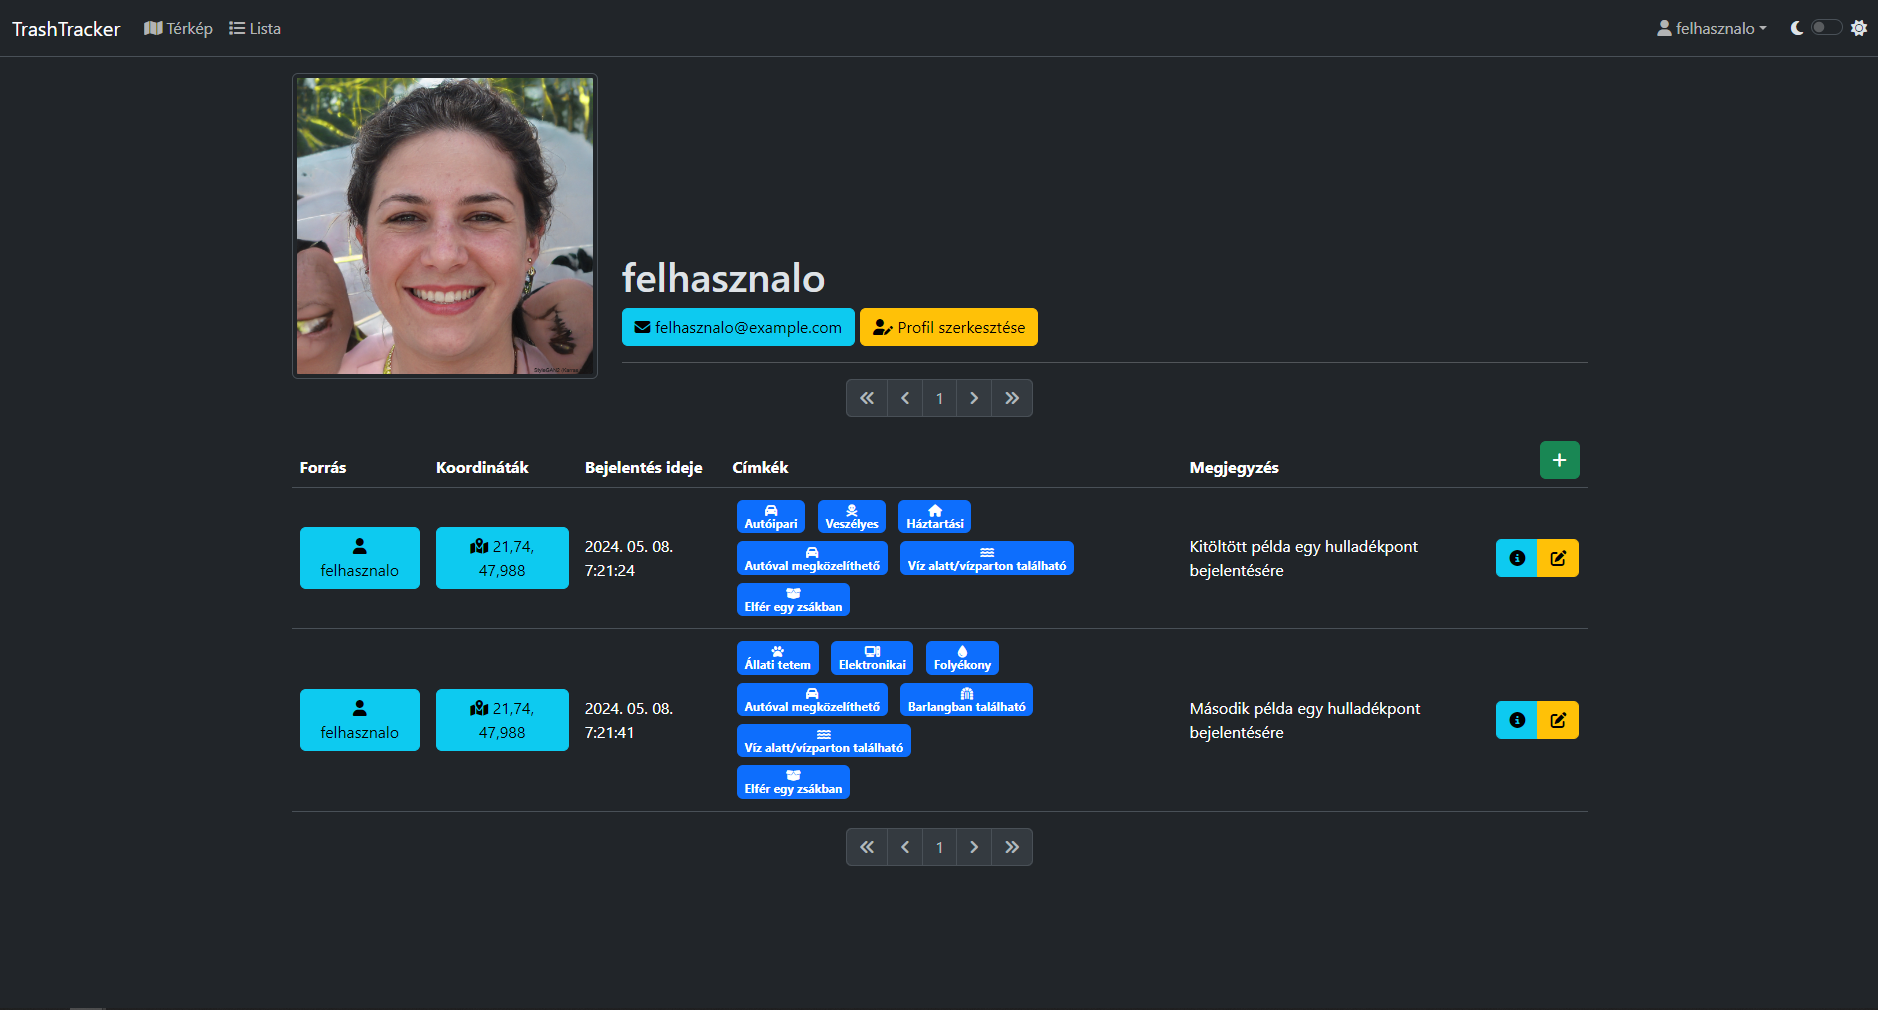 TrashTracker Térkép Lista felhasznalo
felhasznalo
felhasznalo@example.com Profil szerkesztése
1
Forrás Koordináták Bejelentés ideje Címkék Megjegyzés
felhasznalo
21,74,
47,988
2024. 05. 08.
7:21:24
Autóipari Veszélyes Háztartási
Autóval megközelíthető Víz alatt/vízparton található
Elfér egy zsákban
Kitöltött példa egy hulladékpont
bejelentésére
felhasznalo
21,74,
47,988
2024. 05. 08.
7:21:41
Állati tetem Elektronikai Folyékony
Autóval megközelíthető Barlangban található
Víz alatt/vízparton található
Elfér egy zsákban
Második példa egy hulladékpont
bejelentésére
1